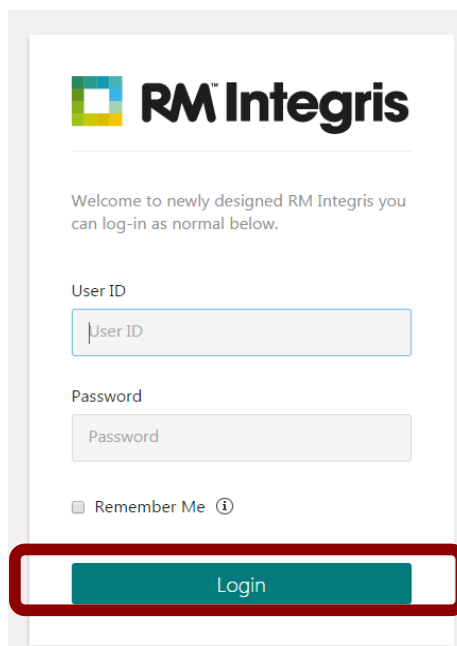 RM™ Integris
Welcome to newly designed RM Integris you
can log-in as normal below.
User ID
User ID
Password
Password
Remember Me ⓘ
Login